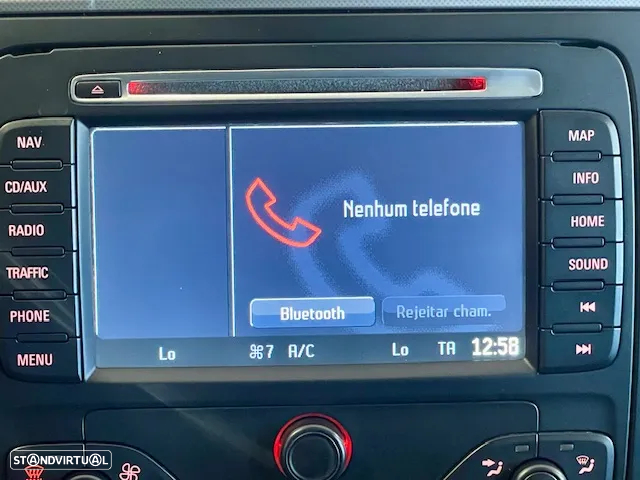 NAV
CD/AUX
RADIO
TRAFFIC
PHONE
MENU
Nenhum telefone
Bluetooth
Rejeitar cham.
Lo
7 A/C
Lo
TA
12:58
MAP
INFO
HOME
SOUND
STANDVIRTUAL